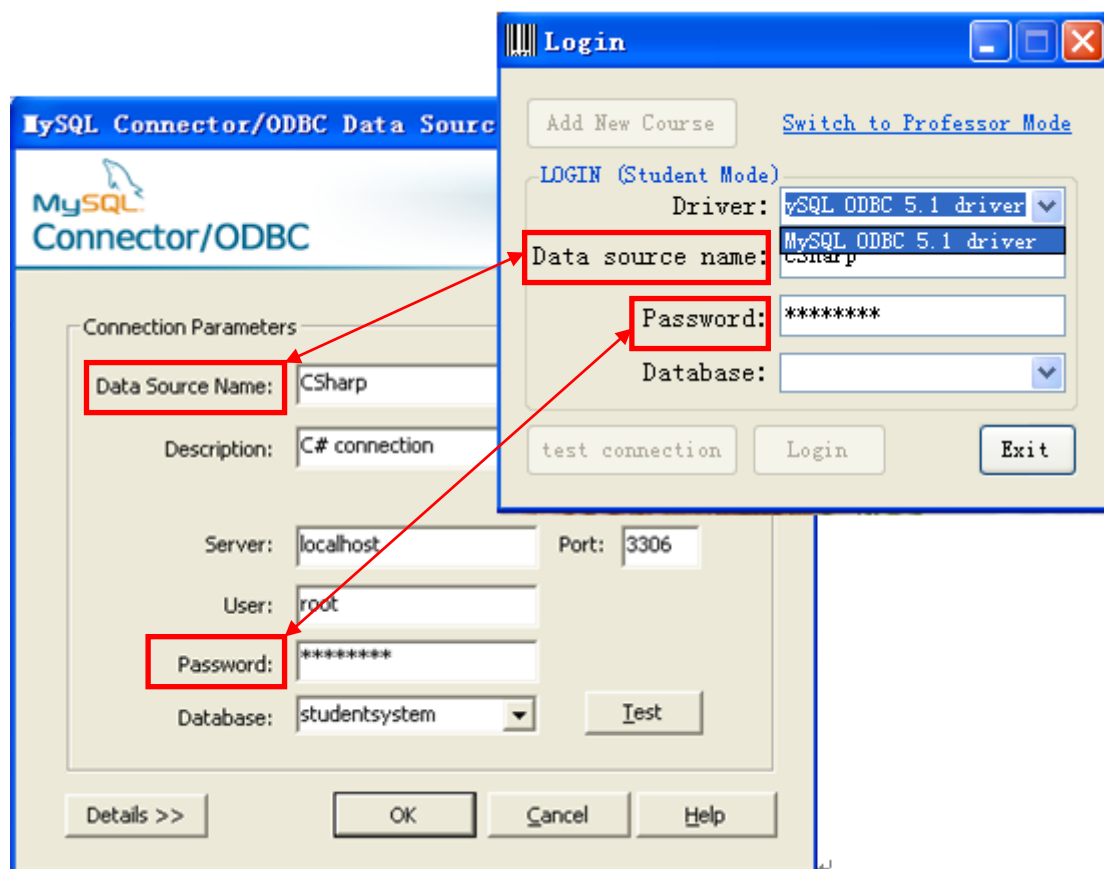 Login
Add New Course
Switch to Professor Mode
LOGIN (Student Mode)
Driver: ySQL ODBC 5.1 driver
MySQL ODBC 5.1 driver
Data source name: CSharp
Password: ********
Database:
test connection
Login
Exit
MySQL Connector/ODBC Data Sourc
MySQL
Connector/ODBC
Connection Parameters
Data Source Name: CSharp
Description: C# connection
Server: localhost
Port: 3306
User: root
Password: ********
Database: studentsystem
Test
Details >>
OK
Cancel
Help